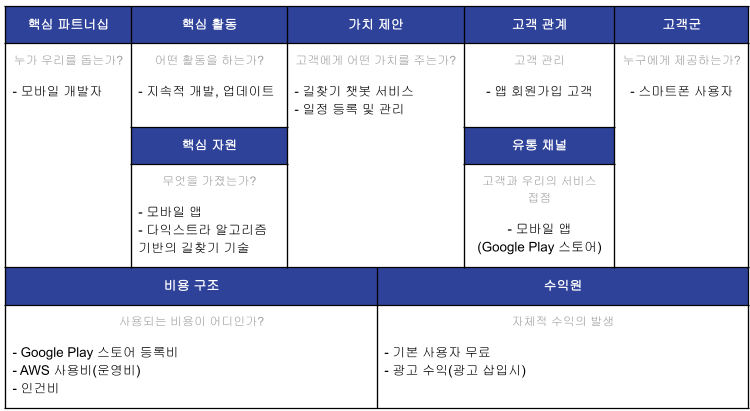 핵심 파트너십
누가 우리를 돕는가?
- 모바일 개발자
핵심 활동
어떤 활동을 하는가?
- 지속적 개발, 업데이트
핵심 자원
무엇을 가졌는가?
- 모바일 앱
- 다익스트라 알고리즘
기반의 길찾기 기술
가치 제안
고객에게 어떤 가치를 주는가?
- 길찾기 챗봇 서비스
- 일정 등록 및 관리
고객 관계
고객 관리
- 앱 회원가입 고객
유통 채널
고객과 우리의 서비스
접점
- 모바일 앱
(Google Play 스토어)
고객군
누구에게 제공하는가?
- 스마트폰 사용자
비용 구조
사용되는 비용이 어디인가?
- Google Play 스토어 등록비
- AWS 사용비(운영비)
- 인건비
수익원
자체적 수익의 발생
- 기본 사용자 무료
- 광고 수익(광고 삽입시)